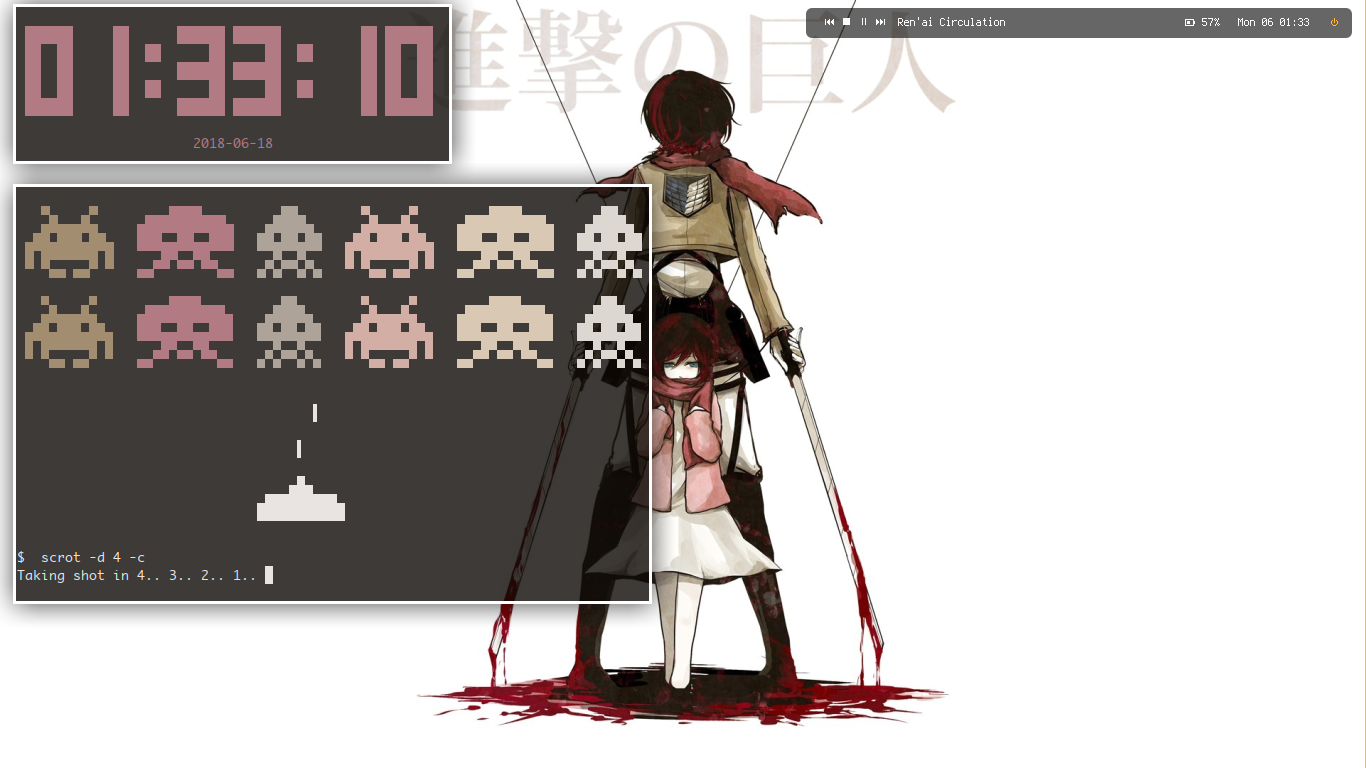 01:33:10
2018-06-18
進撃の巨人
Ren'ai Circulation
57%
Mon 06 01:33
$  scrot -d 4 -c
Taking shot in 4.. 3.. 2.. 1..